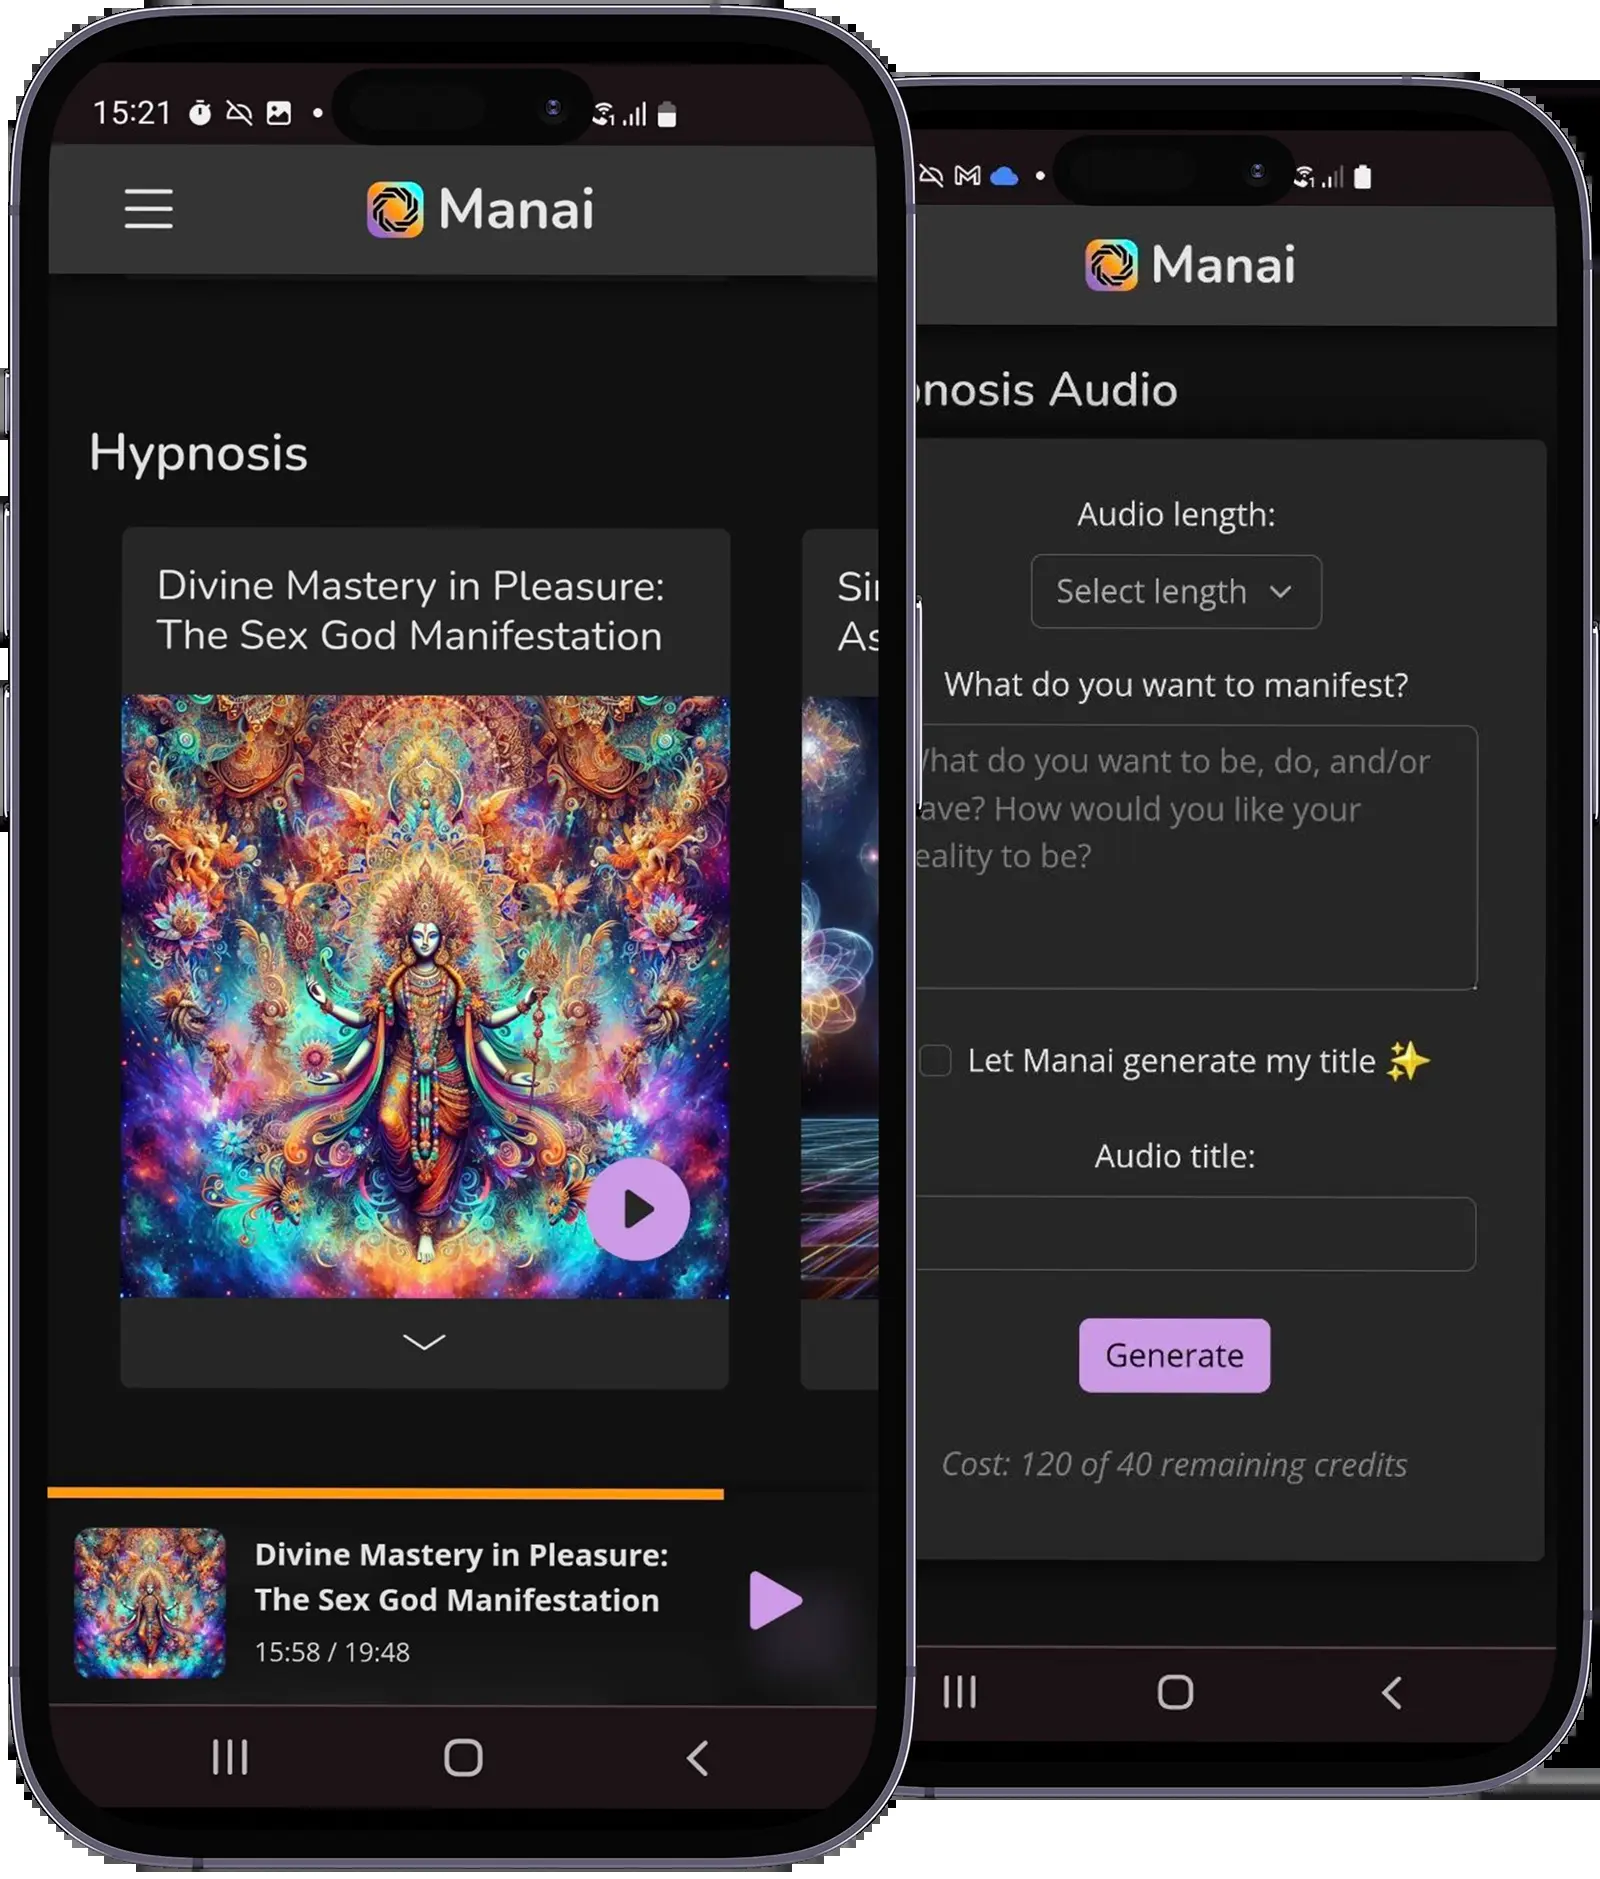 15:21
Manai
Hypnosis
Divine Mastery in Pleasure:
The Sex God Manifestation
Si
As
Divine Mastery in Pleasure:
The Sex God Manifestation
15:58 / 19:48
Manai
nosis Audio
Audio length:
Select length
What do you want to manifest?
hat do you want to be, do, and/or
ave? How would you like your
eality to be?
Let Manai generate my title ✨
Audio title:
Generate
Cost: 120 of 40 remaining credits